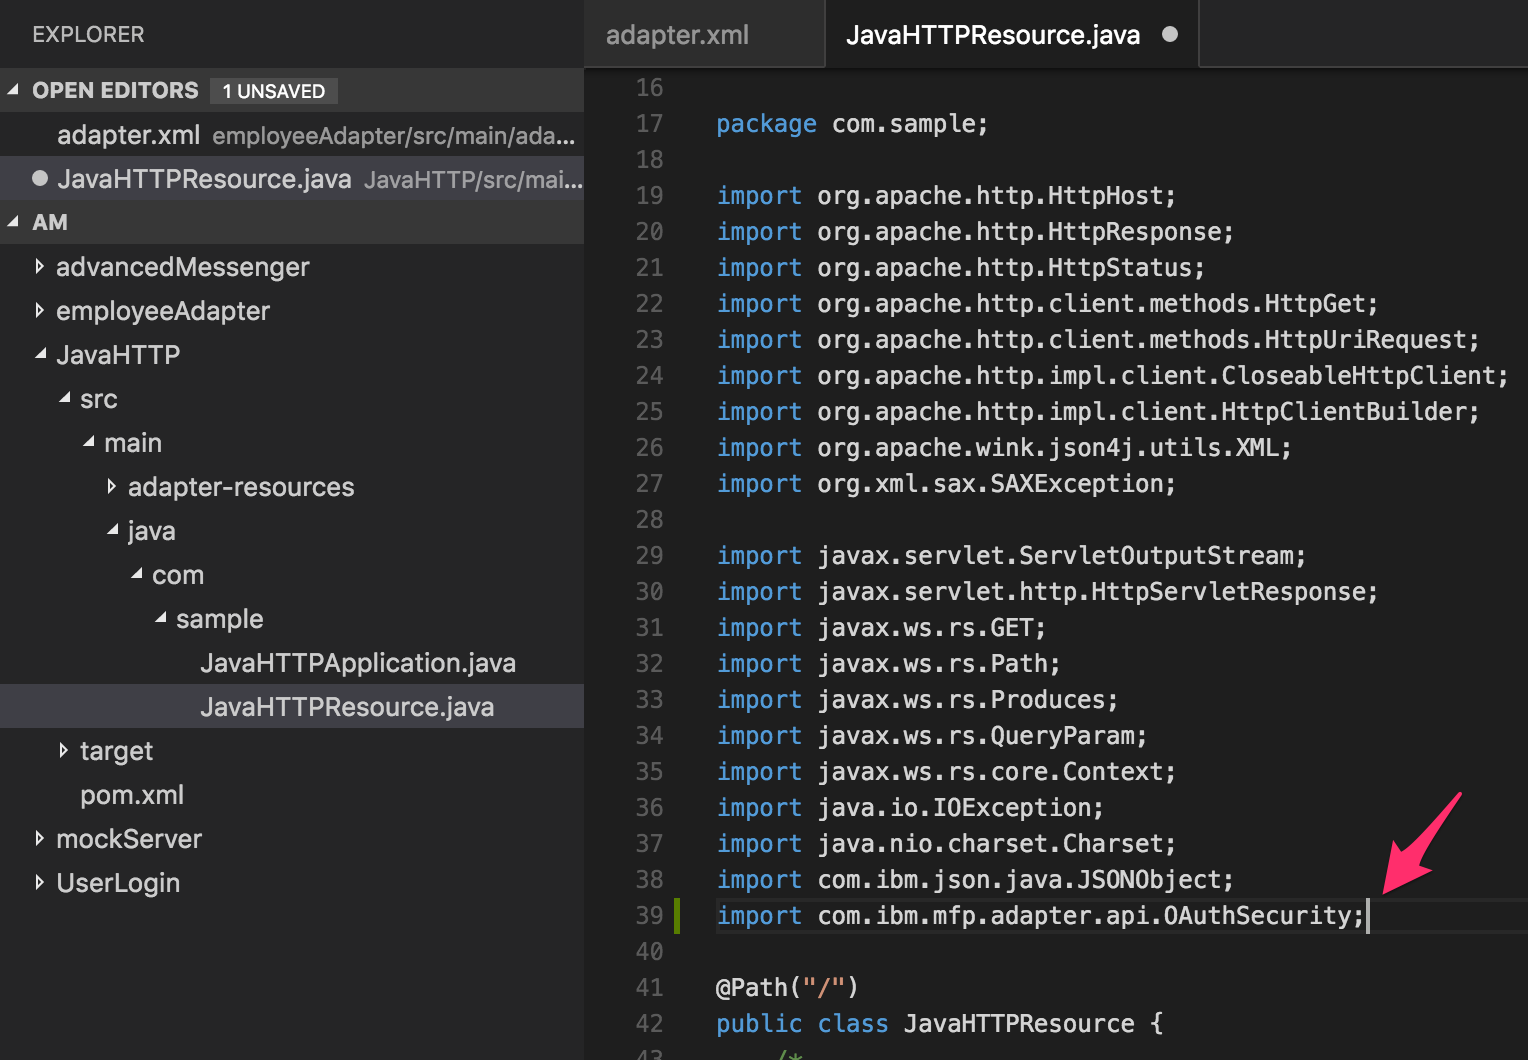 EXPLORER
OPEN EDITORS 1 UNSAVED
adapter.xml employeeAdapter/src/main/ada...
JavaHTTPResource.java JavaHTTP/src/mai...
AM
advancedMessenger
employeeAdapter
JavaHTTP
src
main
adapter-resources
java
com
sample
JavaHTTPApplication.java
JavaHTTPResource.java
target
pom.xml
mockServer
UserLogin
adapter.xml JavaHTTPResource.java
16
17 package com.sample;
18
19 import org.apache.http.HttpHost;
20 import org.apache.http.HttpResponse;
21 import org.apache.http.HttpStatus;
22 import org.apache.http.client.methods.HttpGet;
23 import org.apache.http.client.methods.HttpUriRequest;
24 import org.apache.http.impl.client.CloseableHttpClient;
25 import org.apache.http.impl.client.HttpClientBuilder;
26 import org.apache.wink.json4j.utils.XML;
27 import org.xml.sax.SAXException;
28
29 import javax.servlet.ServletOutputStream;
30 import javax.servlet.http.HttpServletResponse;
31 import javax.ws.rs.GET;
32 import javax.ws.rs.Path;
33 import javax.ws.rs.Produces;
34 import javax.ws.rs.QueryParam;
35 import javax.ws.rs.core.Context;
36 import java.io.IOException;
37 import java.nio.charset.Charset;
38 import com.ibm.json.java.JSONObject;
39 import com.ibm.mfp.adapter.api.OAuthSecurity;
40
41 @Path("/")
42 public class JavaHTTPResource {
43 /*